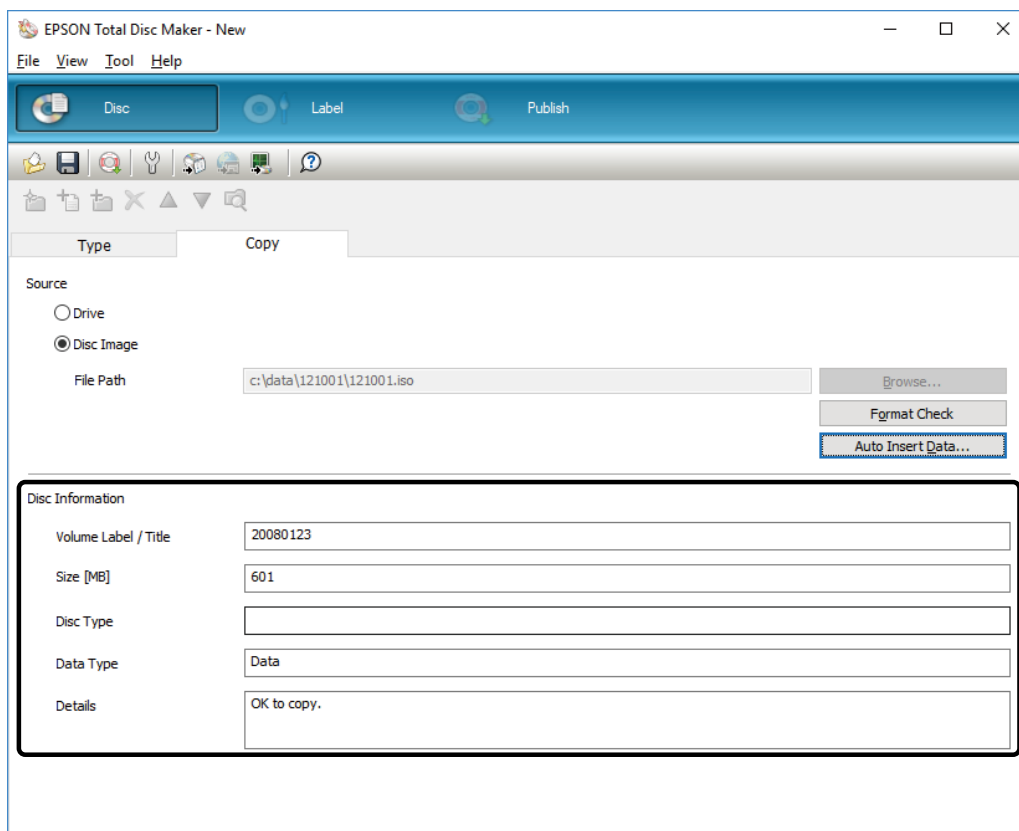 EPSON Total Disc Maker - New
File View Tool Help
Disc Label Publish
Type Copy
Source
Drive
Disc Image
File Path c:\data\121001\121001.iso Browse...
Format Check
Auto Insert Data...
Disc Information
Volume Label / Title 20080123
Size [MB] 601
Disc Type
Data Type Data
Details OK to copy.